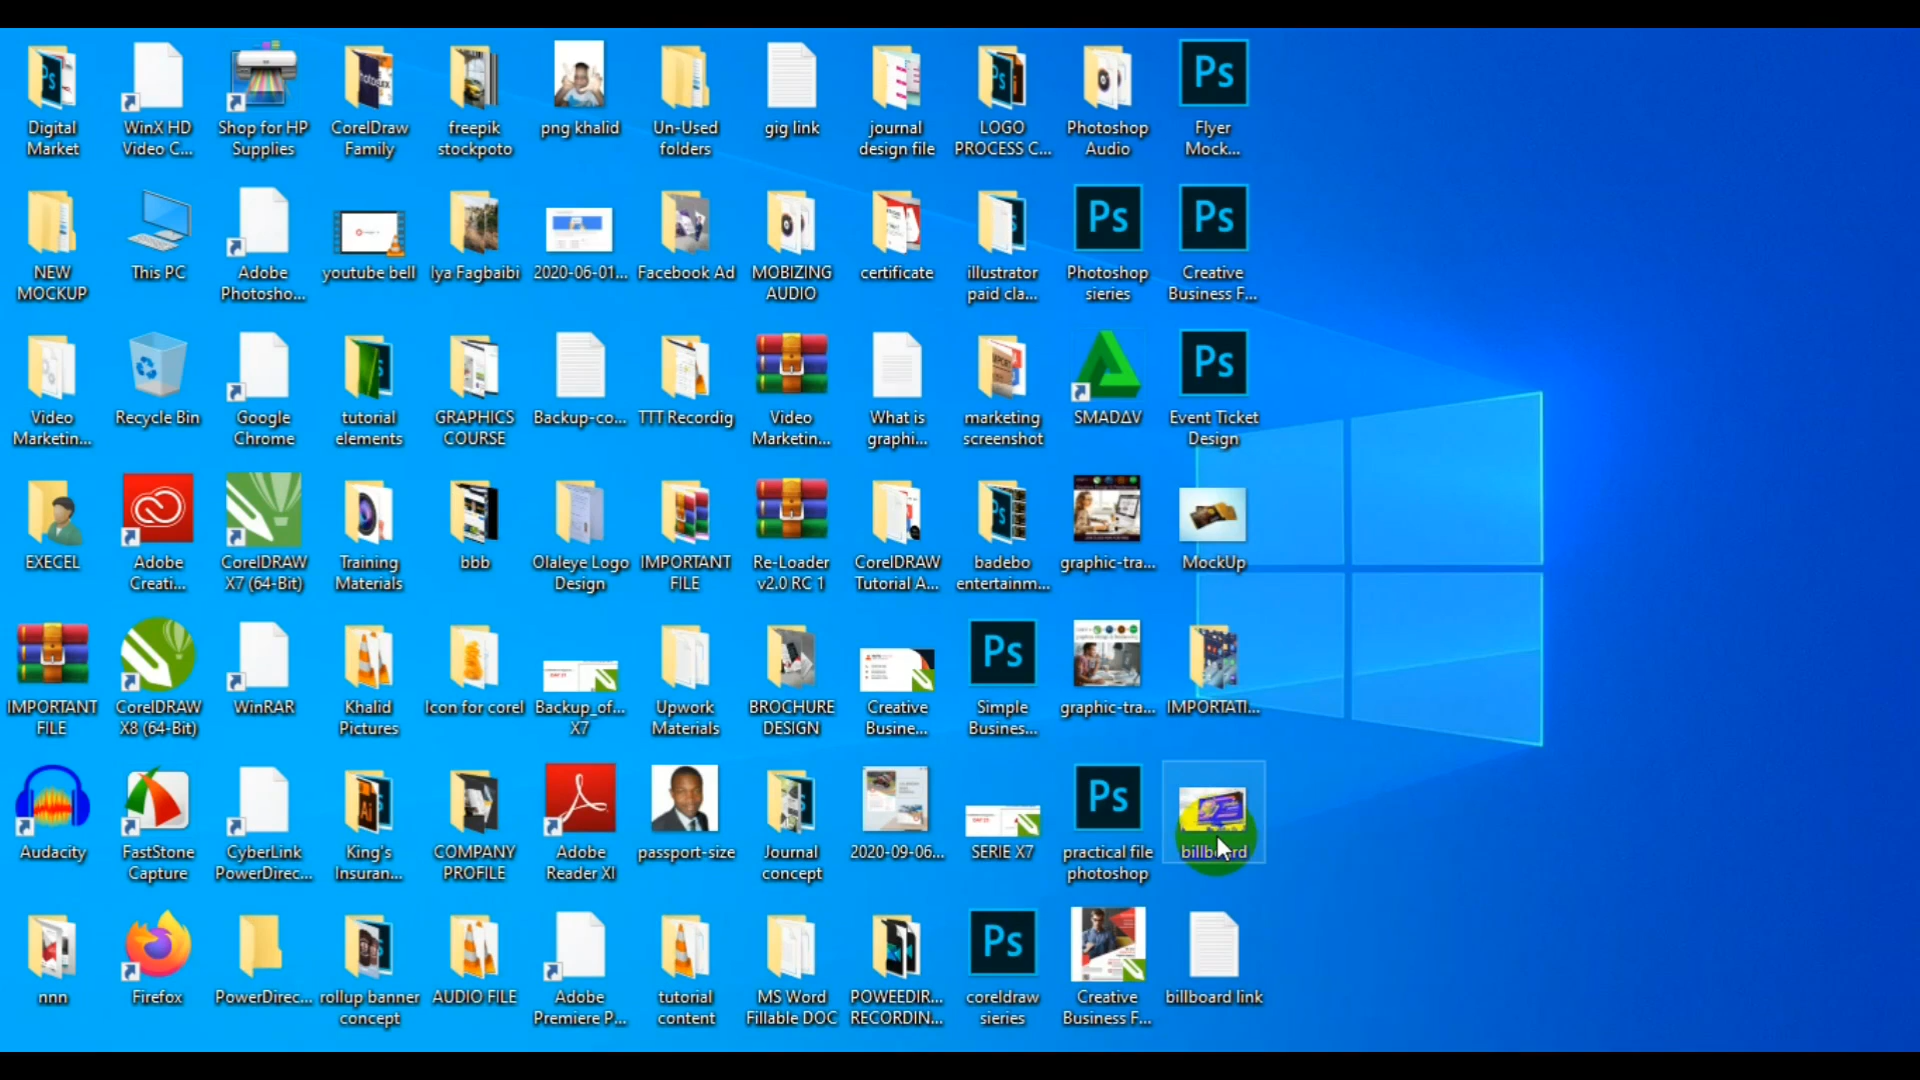 Digital
Market
WinX HD
Video C...
Shop for HP
Supplies
CorelDraw
Family
freepik
stockpoto
png khalid
Un-Used
folders
gig link
journal
design file
LOGO
PROCESS C...
Photoshop
Audio
Flyer
Mock...
NEW
MOCKUP
This PC
Adobe
Photosho...
youtube bell
Iya Fagbaibi
2020-06-01...
Facebook Ad
MOBIZING
AUDIO
certificate
illustrator
paid cla...
Photoshop
sieries
Creative
Business F...
Video
Marketin...
Recycle Bin
Google
Chrome
tutorial
elements
GRAPHICS
COURSE
Backup-co...
TTT Recordig
Video
Marketin...
What is
graphi...
marketing
screenshot
SMADΔV
Event Ticket
Design
EXECEL
Adobe
Creati...
CorelDRAW
X7 (64-Bit)
Training
Materials
bbb
Olaleye Logo
Design
IMPORTANT
FILE
Re-Loader
v2.0 RC 1
CorelDRAW
Tutorial A...
badebo
entertainm...
graphic-tra...
MockUp
IMPORTANT
FILE
CorelDRAW
X8 (64-Bit)
WinRAR
Khalid
Pictures
Icon for corel
Backup_of...
X7
Upwork
Materials
BROCHURE
DESIGN
Creative
Busine...
Simple
Busines...
graphic-tra...
IMPORTATI...
Audacity
FastStone
Capture
CyberLink
PowerDirec...
King's
Insuran...
COMPANY
PROFILE
Adobe
Reader XI
passport-size
Journal
concept
2020-09-06...
SERIE X7
practical file
photoshop
billboard
nnn
Firefox
PowerDirec...
rollup banner
concept
AUDIO FILE
Adobe
Premiere P...
tutorial
content
MS Word
Fillable DOC
POWEEDIR...
RECORDIN...
coreldraw
sieries
Creative
Business F...
billboard link